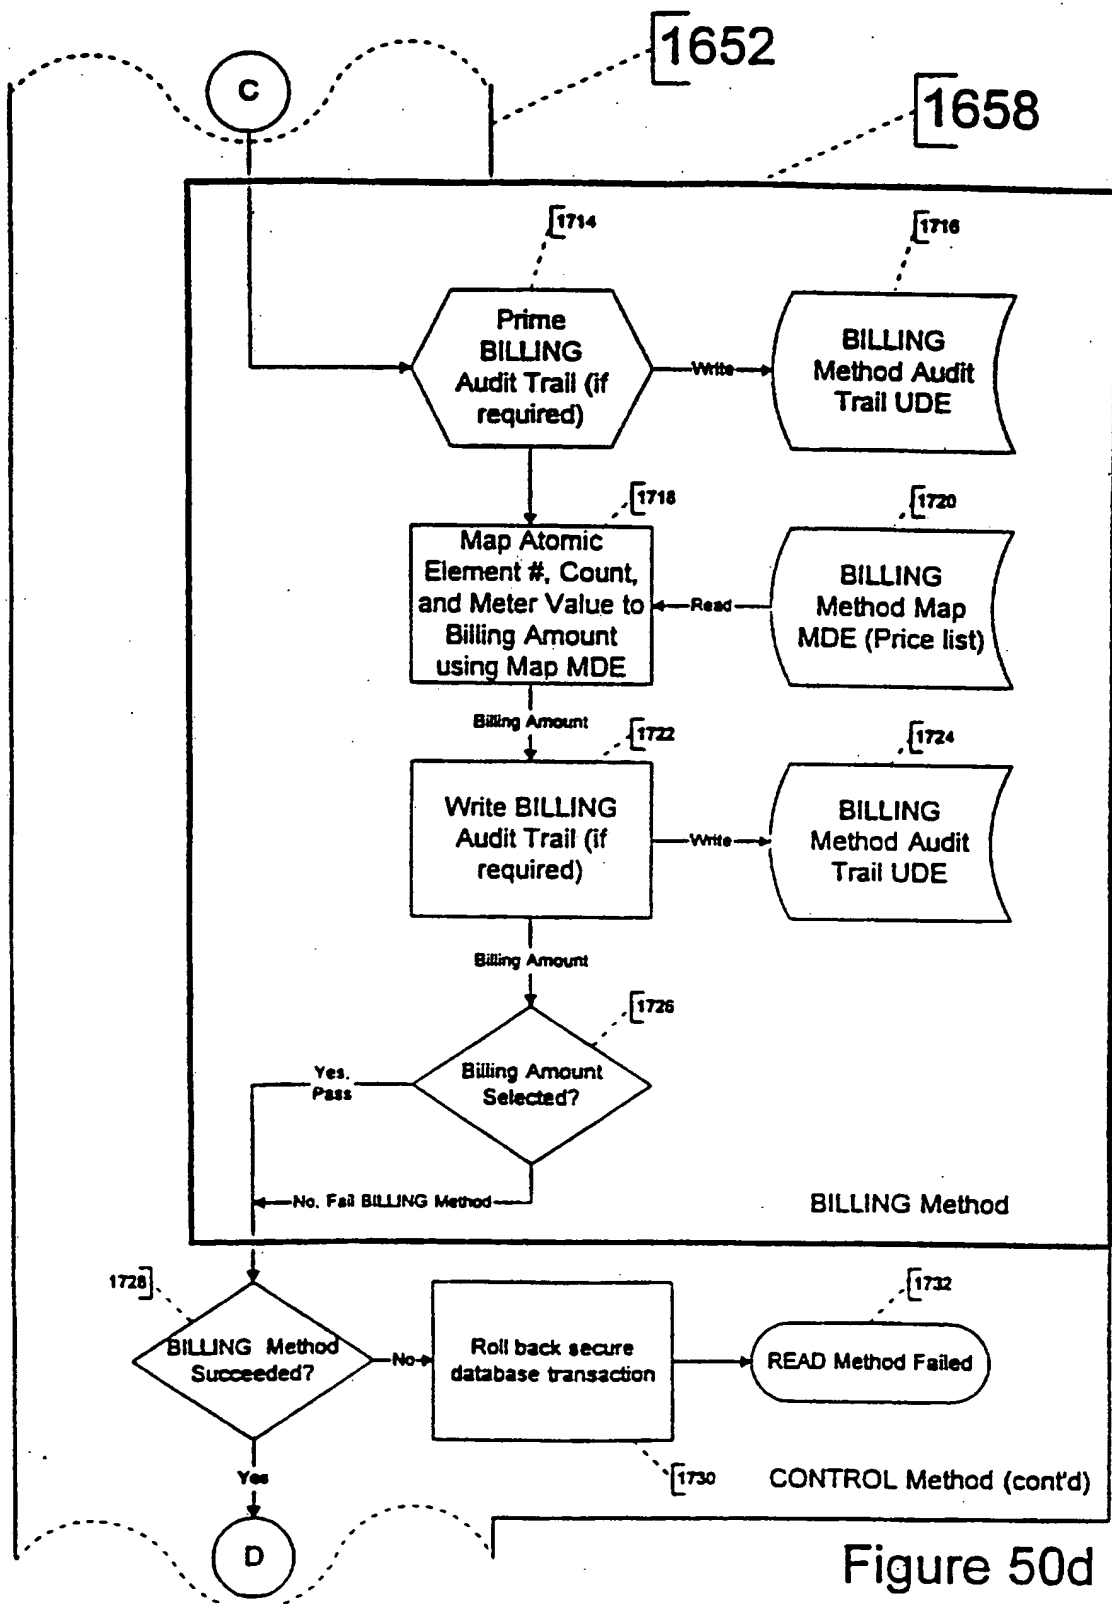 1652
C
1658
1714
1716
Prime
BILLING
Audit Trail (if
required)
Write
BILLING
Method Audit
Trail UDE
1718
1720
Map Atomic
Element #, Count,
and Meter Value to
Billing Amount
using Map MDE
Read
BILLING
Method Map
MDE (Price list)
Billing Amount
1722
1724
Write BILLING
Audit Trail (if
required)
Write
BILLING
Method Audit
Trail UDE
Billing Amount
1726
Billing Amount
Selected?
Yes.
Pass
No. Fail BILLING Method
BILLING Method
1728
BILLING Method
Succeeded?
No
Roll back secure
database transaction
1732
READ Method Failed
1730
Yes
CONTROL Method (cont'd)
D
Figure 50d